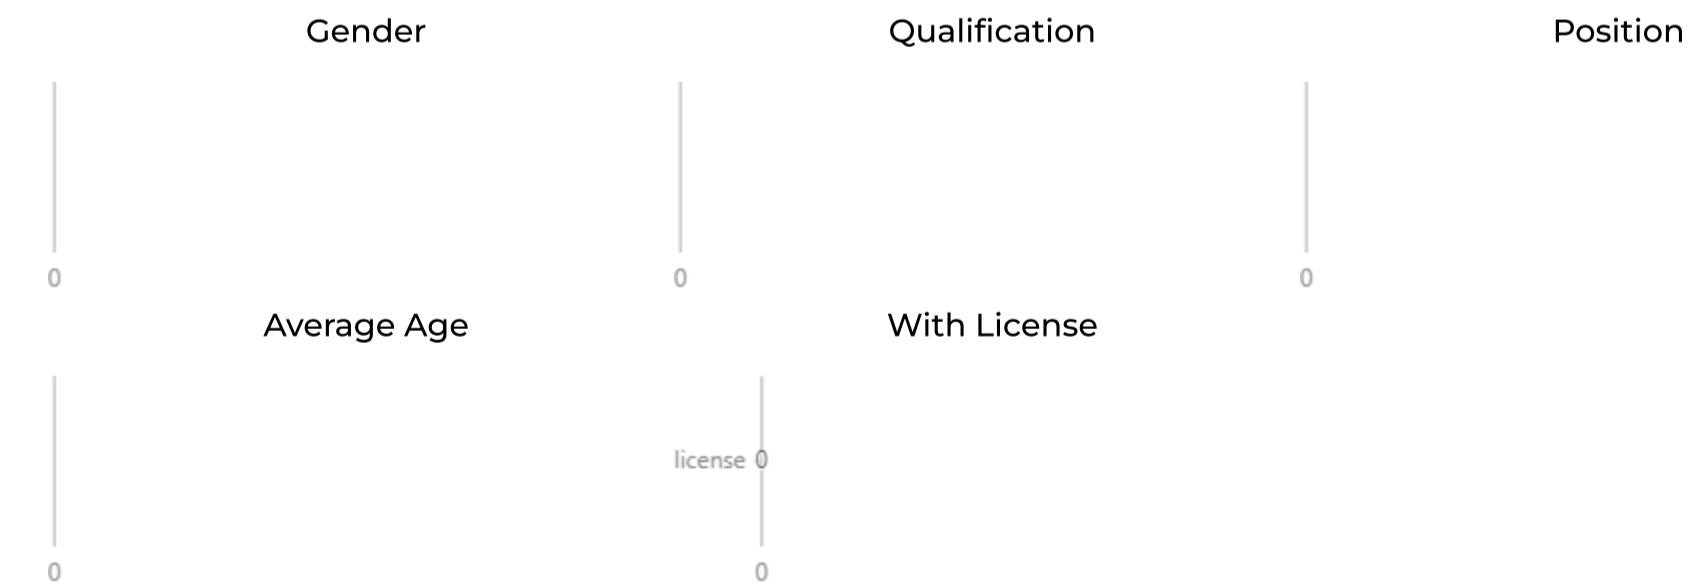 Gender
Qualification
Position
0
0
0
Average Age
With License
license 0
0
0